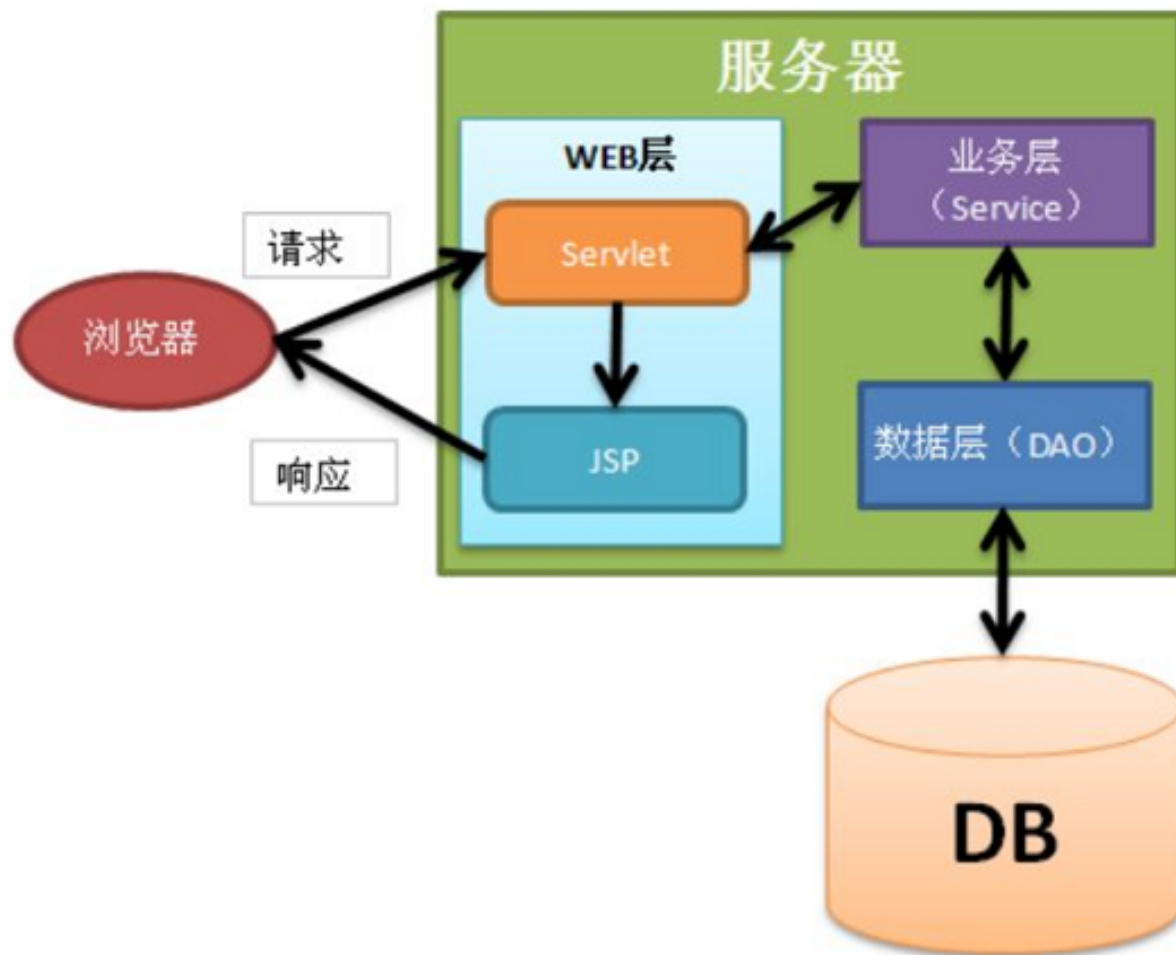 服务器
WEB层
业务层
（Service）
请求
Servlet
浏览器
响应
JSP
数据层（DAO）
DB